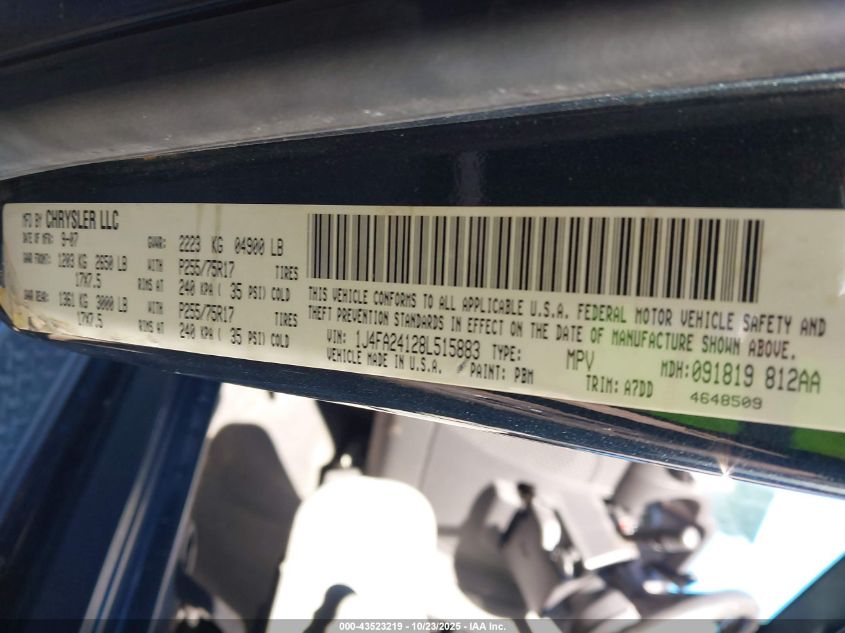 MFD BY CHRYSLER LLC
DATE OF MFR: 9-07 GVWR: 2223 KG 04900 LB
GAWR FRONT: 1203 KG 2650 LB WITH P255/75R17 TIRES
17X7.5 RIMS AT 240 KPA ( 35 PSI) COLD
GAWR REAR: 1361 KG 3000 LB WITH P255/75R17 TIRES
17X7.5 RIMS AT 240 KPA ( 35 PSI) COLD
THIS VEHICLE CONFORMS TO ALL APPLICABLE U.S.A. FEDERAL MOTOR VEHICLE SAFETY AND
THEFT PREVENTION STANDARDS IN EFFECT ON THE DATE OF MANUFACTURE SHOWN ABOVE.
VIN: 1J4FA24128L515883 TYPE: MPV MDH: 091819 812AA
VEHICLE MADE IN U.S.A. PAINT: PBM TRIM: A7DD 4648509
000-43523219 - 10/23/2025 - IAA Inc.